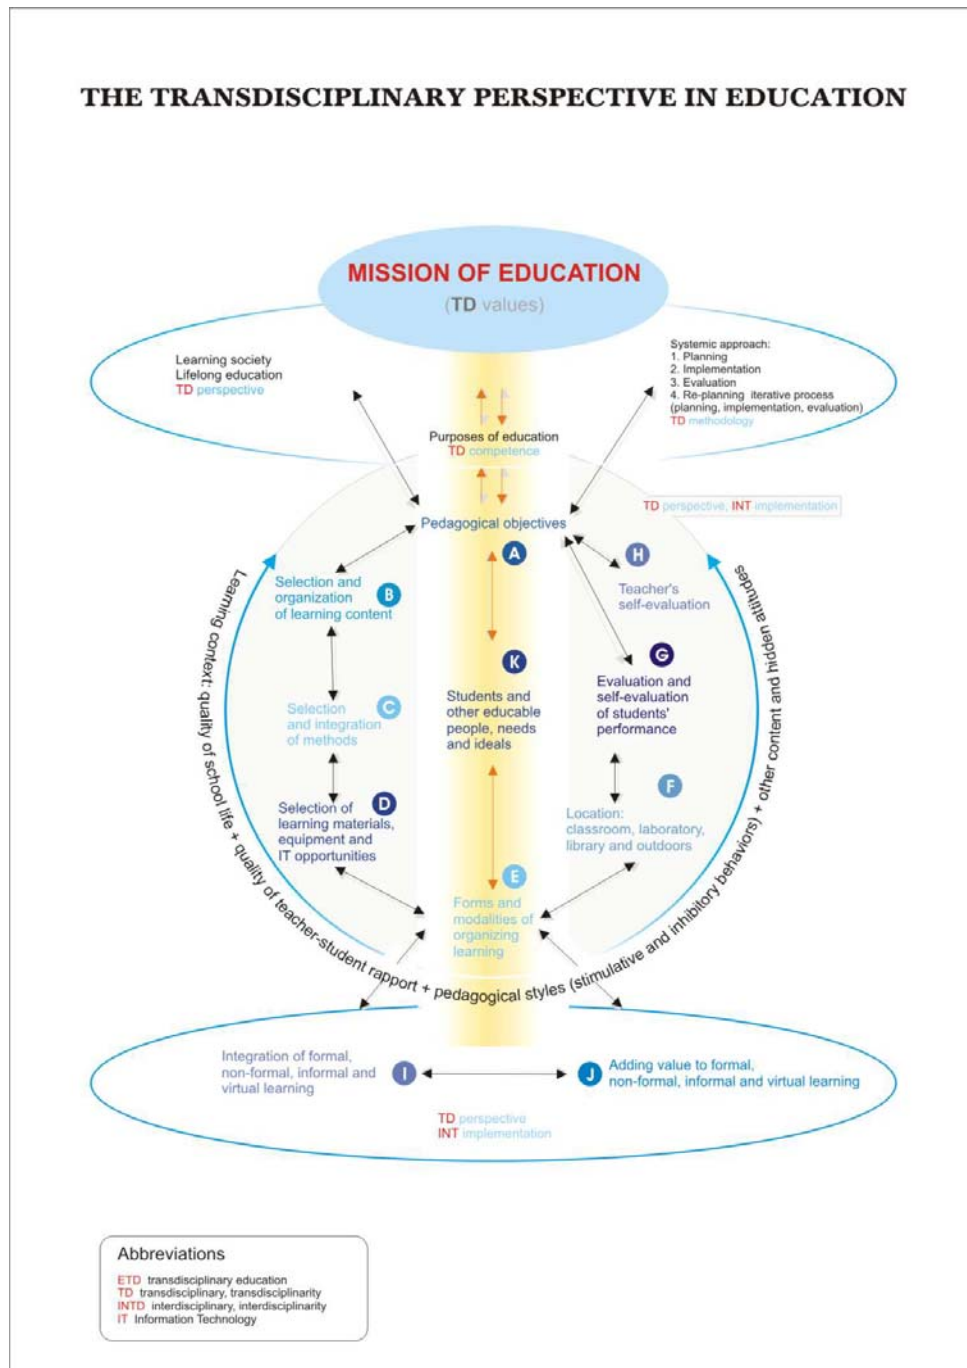 THE TRANSDISCIPLINARY PERSPECTIVE IN EDUCATION
MISSION OF EDUCATION
(TD values)
Learning society
Lifelong education
TD perspective
Systemic approach:
1. Planning
2. Implementation
3. Evaluation
4. Re-planning iterative process
(planning, implementation, evaluation)
TD methodology
Purposes of education
TD competence
TD perspective, INT implementation
Pedagogical objectives
A
H
Teacher's
self-evaluation
Selection and
organization
of learning content
B
K
Students and
other educable
people, needs
and ideals
G
Evaluation and
self-evaluation
of students'
performance
Selection
and integration
of methods
C
D
Selection of
learning materials,
equipment and
IT opportunities
F
Location:
classroom, laboratory,
library and outdoors
E
Forms and
modalities of
organizing
learning
Learning context: quality of school life + quality of teacher-student rapport + pedagogical styles (stimulative and inhibitory behaviors) + other content and hidden attitudes
Integration of formal,
non-formal, informal and
virtual learning
I
J
Adding value to formal,
non-formal, informal and virtual learning
TD perspective
INT implementation
Abbreviations
ETD transdisciplinary education
TD transdisciplinary, transdisciplinarity
INTD interdisciplinary, interdisciplinarity
IT Information Technology